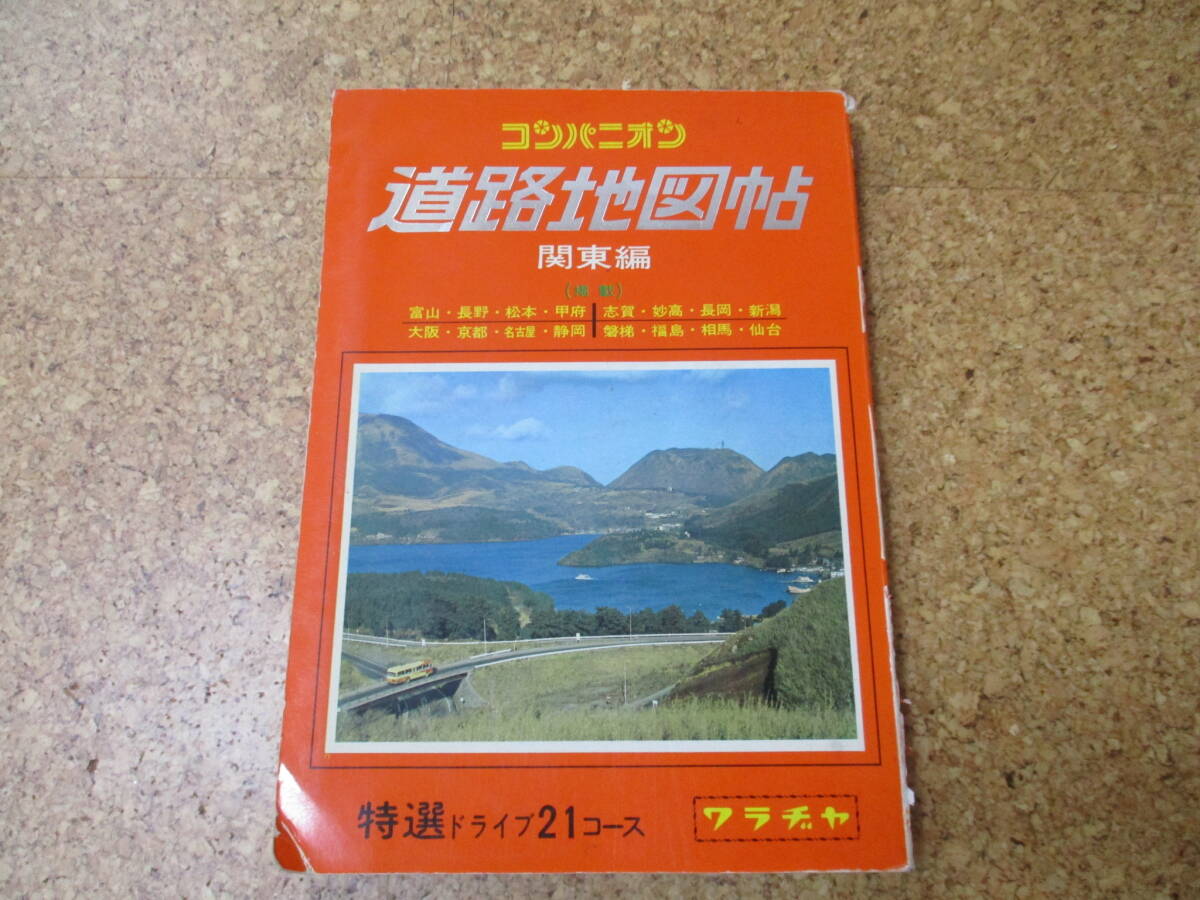 コンパニオン
道路地図帖
関東編
(掲載)
富山・長野・松本・甲府 志賀・妙高・長岡・新潟
大阪・京都・名古屋・静岡 磐梯・福島・相馬・仙台
特選ドライブ21コース
ワラヂヤ